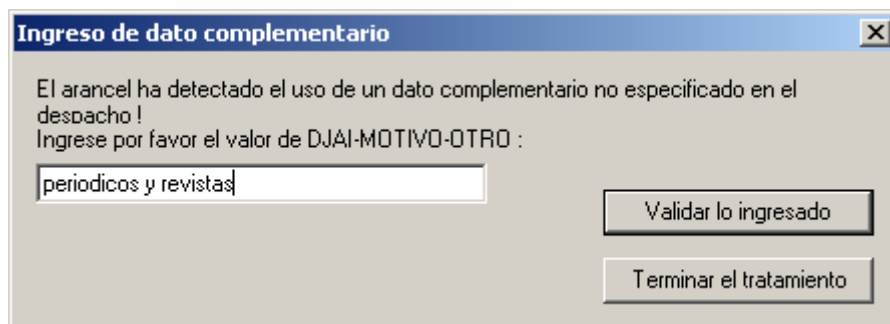 Ingreso de dato complementario
El arancel ha detectado el uso de un dato complementario no especificado en el
despacho !
Ingrese por favor el valor de DJAI-MOTIVO-OTRO :
periodicos y revistas
Validar lo ingresado
Terminar el tratamiento